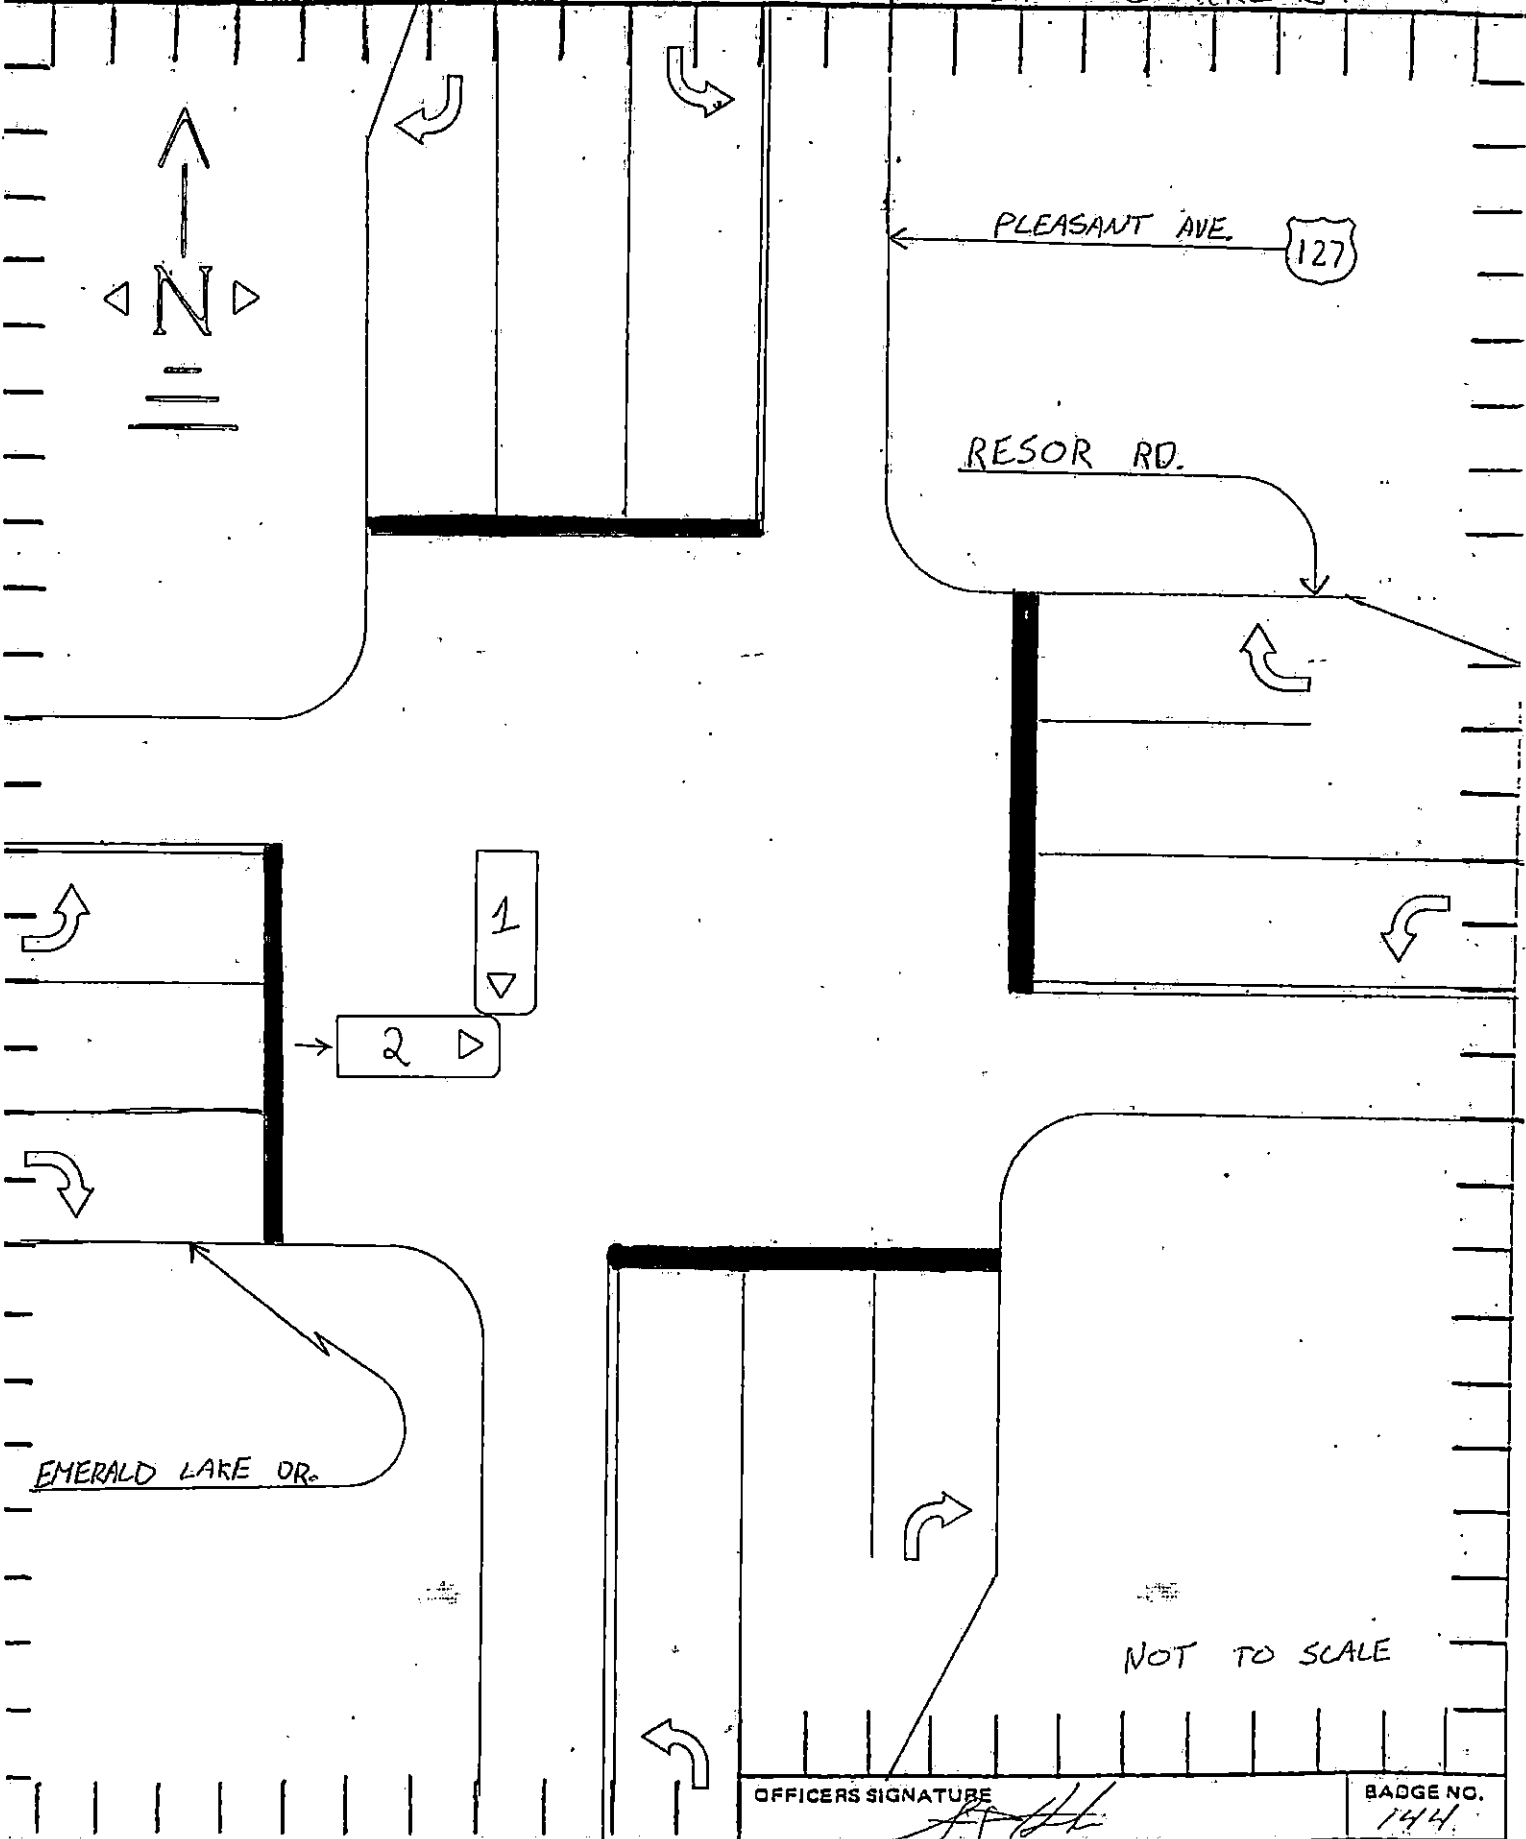 PLEASANT AVE. 127
N
RESOR RD.
1
2
EMERALD LAKE DR.
NOT TO SCALE
OFFICERS SIGNATURE
BADGE NO.
144